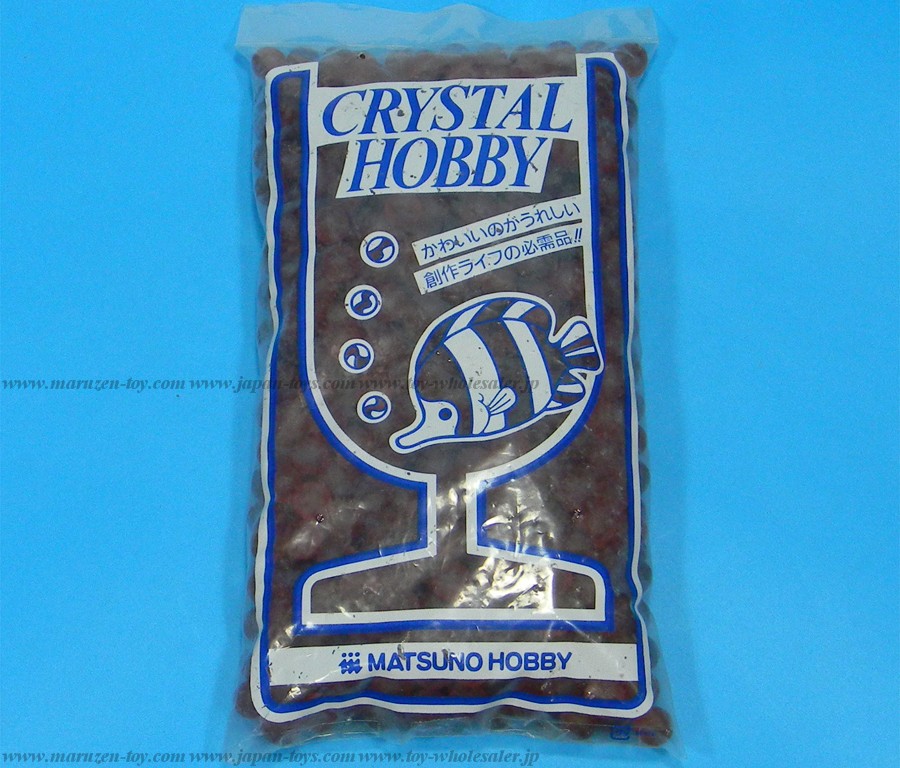 CRYSTAL
HOBBY
かわいいのがうれしい
創作ライフの必需品!!
www.maruzen-toy.com www.japan-toys.com www.toy-wholesaler.jp
MATSUNO HOBBY
www.maruzen-toy.com www.japan-toys.com www.toy-wholesaler.jp